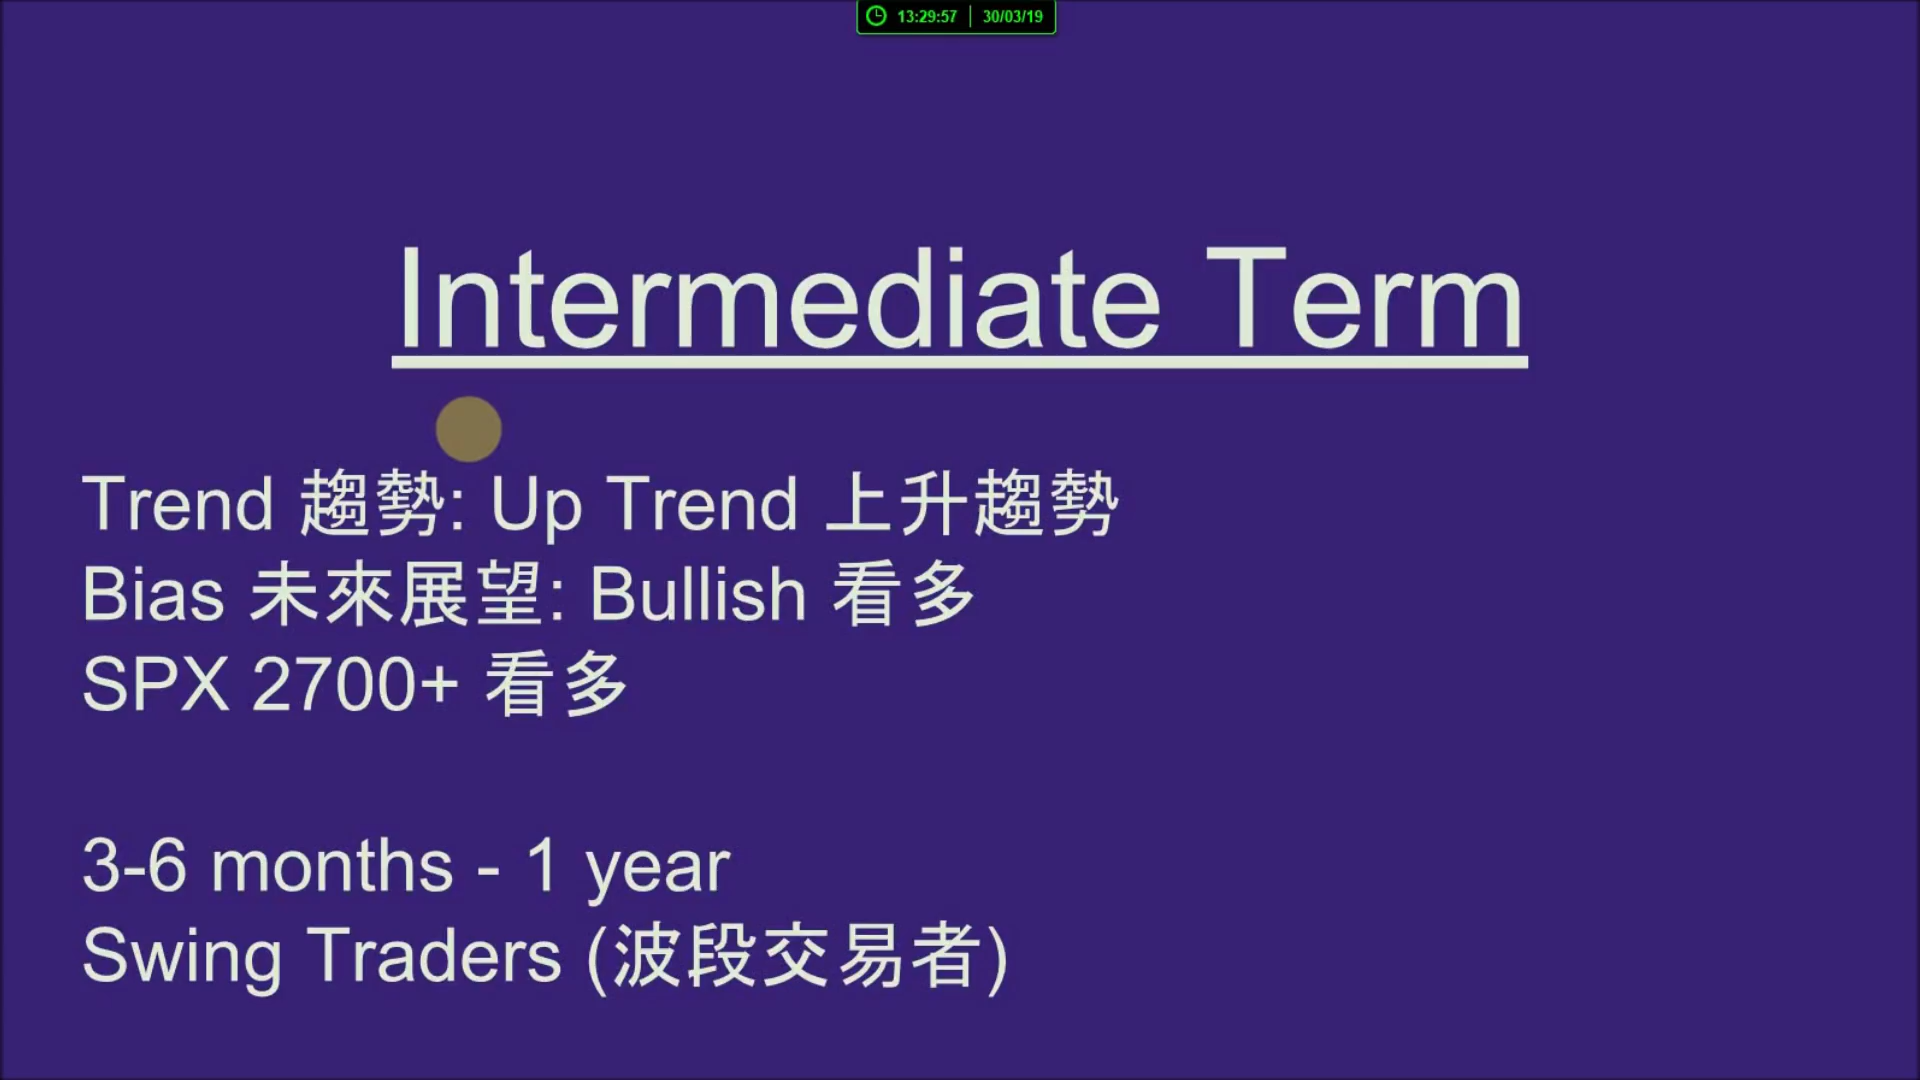 13:29:57 | 30/03/19
Intermediate Term
Trend 趨勢: Up Trend 上升趨勢
Bias 未來展望: Bullish 看多
SPX 2700+ 看多
3-6 months - 1 year
Swing Traders (波段交易者)